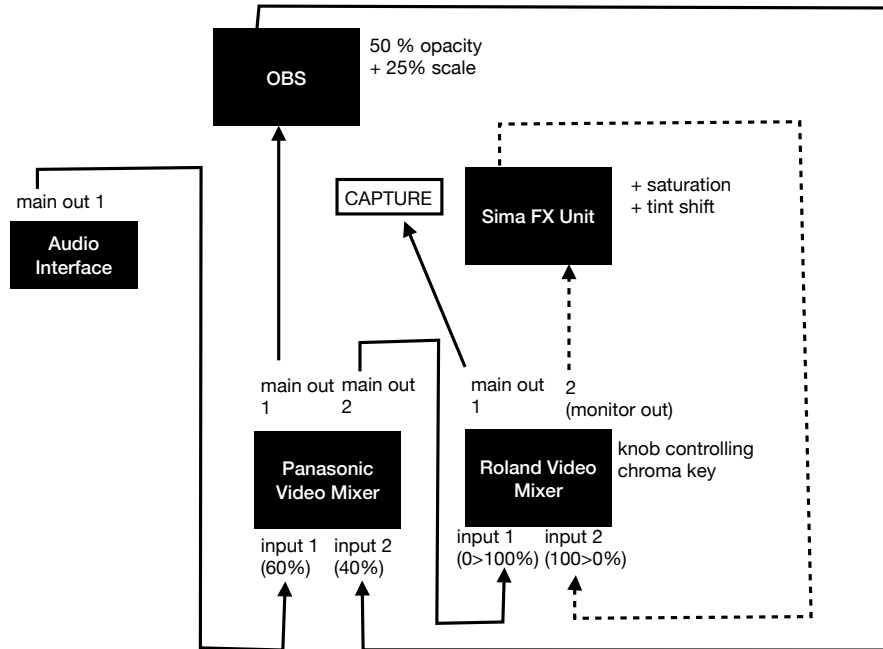 50 % opacity
+ 25% scale
OBS
+ saturation
+ tint shift
CAPTURE
main out 1
Sima FX Unit
Audio
Interface
main out
1
main out
2
main out
1
2
(monitor out)
Panasonic
Video Mixer
Roland Video
Mixer
knob controlling
chroma key
input 1
(60%)
input 2
(40%)
input 1
(0>100%)
input 2
(100>0%)